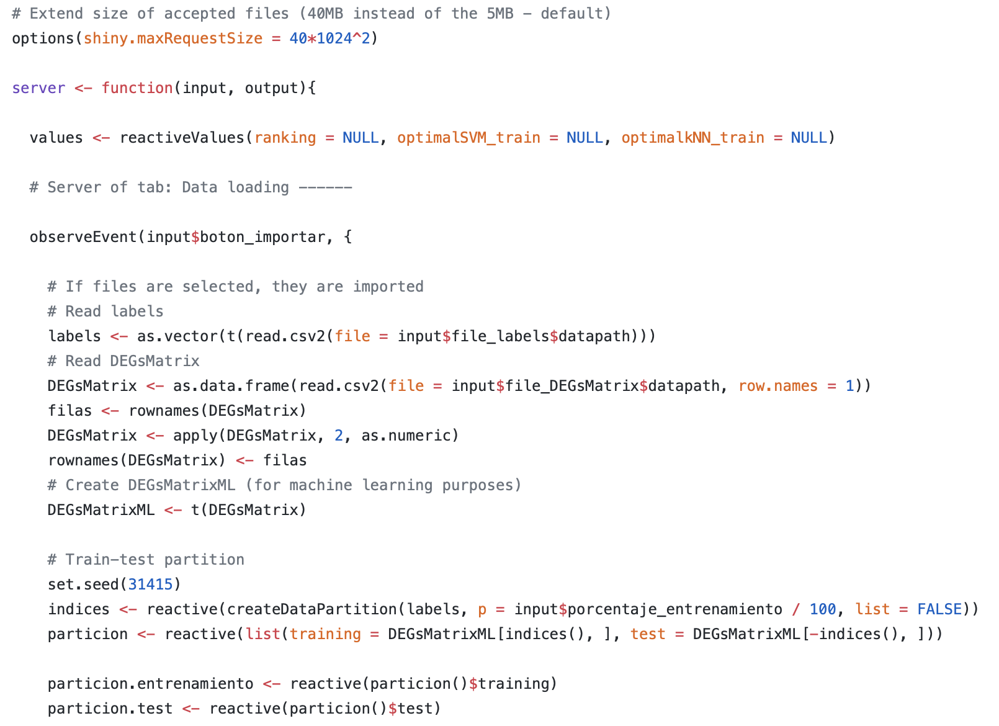 # Extend size of accepted files (40MB instead of the 5MB - default)
options(shiny.maxRequestSize = 40*1024^2)
server <- function(input, output){
values <- reactiveValues(ranking = NULL, optimalSVM_train = NULL, optimalkNN_train = NULL)
# Server of tab: Data loading ------
observeEvent(input$boton_importar, {
# If files are selected, they are imported
# Read labels
labels <- as.vector(t(read.csv2(file = input$file_labels$datapath)))
# Read DEGsMatrix
DEGsMatrix <- as.data.frame(read.csv2(file = input$file_DEGsMatrix$datapath, row.names = 1))
filas <- rownames(DEGsMatrix)
DEGsMatrix <- apply(DEGsMatrix, 2, as.numeric)
rownames(DEGsMatrix) <- filas
# Create DEGsMatrixML (for machine learning purposes)
DEGsMatrixML <- t(DEGsMatrix)
# Train-test partition
set.seed(31415)
indices <- reactive(createDataPartition(labels, p = input$porcentaje_entrenamiento / 100, list = FALSE))
particion <- reactive(list(training = DEGsMatrixML[indices(), ], test = DEGsMatrixML[-indices(), ]))
particion.entrenamiento <- reactive(particion()$training)
particion.test <- reactive(particion()$test)